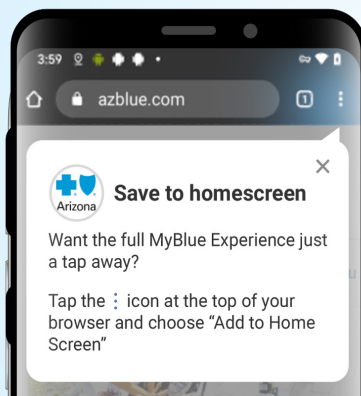 3:59
azblue.com
1
Arizona
Save to homescreen
Want the full MyBlue Experience just
a tap away?
Tap the ⋮ icon at the top of your
browser and choose “Add to Home
Screen”